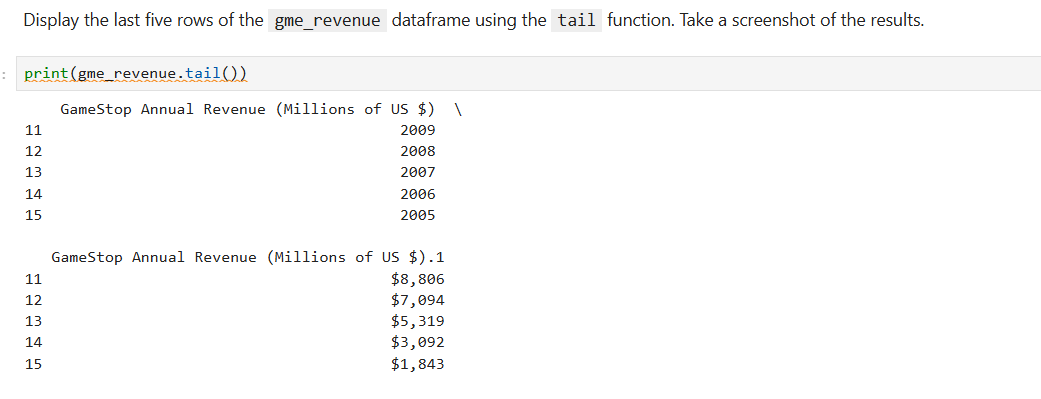 Display the last five rows of the gme_revenue dataframe using the tail function. Take a screenshot of the results.
: print(gme_revenue.tail())
GameStop Annual Revenue (Millions of US $) \
11 2009
12 2008
13 2007
14 2006
15 2005
GameStop Annual Revenue (Millions of US $).1
11 $8,806
12 $7,094
13 $5,319
14 $3,092
15 $1,843